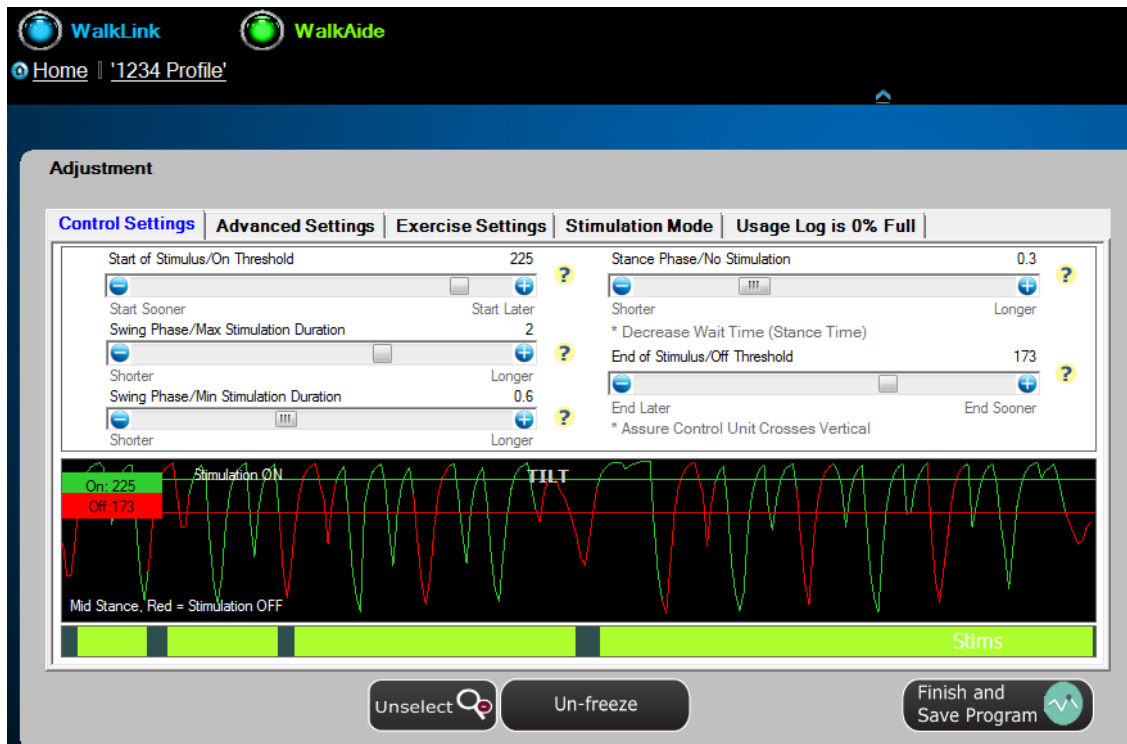 WalkLink WalkAide
Home '1234 Profile'
Adjustment
Control Settings Advanced Settings Exercise Settings Stimulation Mode Usage Log is 0% Full
Start of Stimulus/On Threshold 225 ?
Start Sooner Start Later
Swing Phase/Max Stimulation Duration 2 ?
Shorter Longer
Swing Phase/Min Stimulation Duration 0.6 ?
Shorter Longer
Stance Phase/No Stimulation 0.3 ?
Shorter Longer
* Decrease Wait Time (Stance Time)
End of Stimulus/Off Threshold 173 ?
End Later End Sooner
* Assure Control Unit Crosses Vertical
Stimulation ON TILT
On: 225
Off:173
Mid Stance, Red = Stimulation OFF
Stims
Unselect Un-freeze Finish and
Save Program